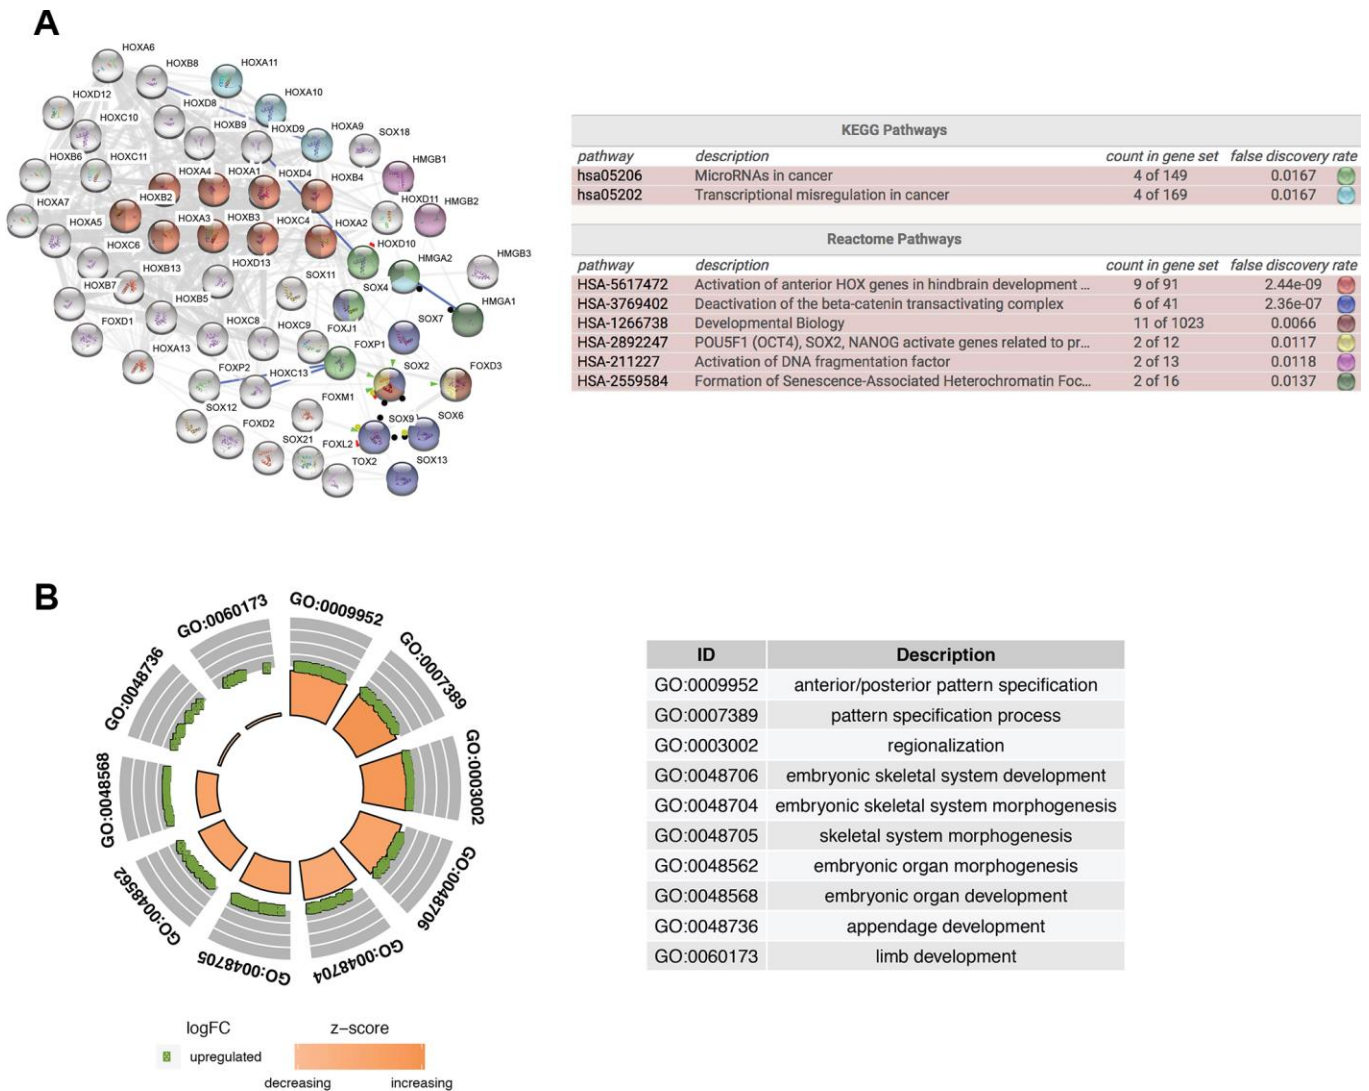 A
HOXA6
HOXB8
HOXA11
HOXD12
HOXD8
HOXA10
HOXC10
HOXB9
HOXD9
HOXA9
SOX18
HOXB6
HOXC11
HOXA4
HOXA1
HOXD4
HOXB4
HMGB1
HOXA7
HOXB2
HOXA5
HOXA3
HOXB3
HOXC4
HOXA2
HOXD11
HMGB2
HOXC6
HOXD10
HOXB13
HOXD13
SOX11
HMGA2
HMGB3
HOXB7
HOXB5
SOX4
HMGA1
FOXD1
HOXC8
HOXC9
FOXJ1
SOX7
HOXA13
FOXP1
FOXP2
HOXC13
SOX2
FOXD3
SOX12
FOXM1
FOXD2
SOX21
FOXL2
SOX9
SOX6
TOX2
SOX13
KEGG Pathways
pathway description count in gene set false discovery rate
hsa05206 MicroRNAs in cancer 4 of 149 0.0167
hsa05202 Transcriptional misregulation in cancer 4 of 169 0.0167
Reactome Pathways
pathway description count in gene set false discovery rate
HSA-5617472 Activation of anterior HOX genes in hindbrain development ... 9 of 91 2.44e-09
HSA-3769402 Deactivation of the beta-catenin transactivating complex 6 of 41 2.36e-07
HSA-1266738 Developmental Biology 11 of 1023 0.0066
HSA-2892247 POU5F1 (OCT4), SOX2, NANOG activate genes related to pr... 2 of 12 0.0117
HSA-211227 Activation of DNA fragmentation factor 2 of 13 0.0118
HSA-2559584 Formation of Senescence-Associated Heterochromatin Foc... 2 of 16 0.0137
B
GO:0009952
GO:0007389
GO:0003002
GO:0048706
GO:0048704
GO:0048705
GO:0048562
GO:0048568
GO:0048736
GO:0060173
logFC
upregulated
z-score
decreasing increasing
ID Description
GO:0009952 anterior/posterior pattern specification
GO:0007389 pattern specification process
GO:0003002 regionalization
GO:0048706 embryonic skeletal system development
GO:0048704 embryonic skeletal system morphogenesis
GO:0048705 skeletal system morphogenesis
GO:0048562 embryonic organ morphogenesis
GO:0048568 embryonic organ development
GO:0048736 appendage development
GO:0060173 limb development